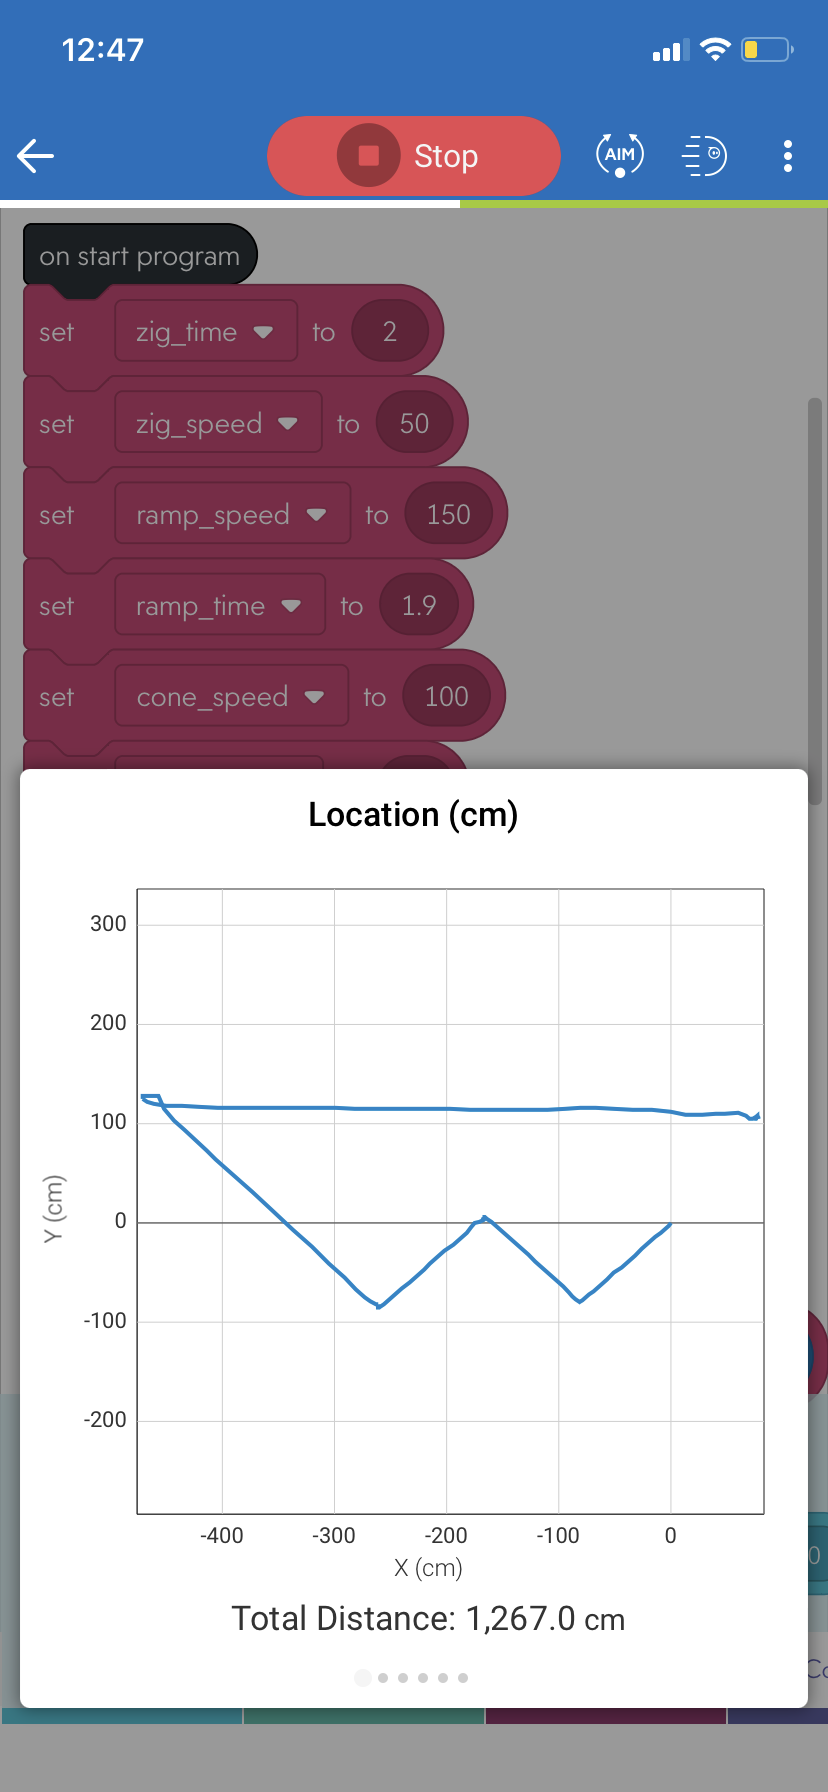 12:47
Stop
AIM
on start program
set zig_time to 2
set zig_speed to 50
set ramp_speed to 150
set ramp_time to 1.9
set cone_speed to 100
Location (cm)
300
200
100
0
-100
-200
Y (cm)
-400 -300 -200 -100 0
X (cm)
Total Distance: 1,267.0 cm
0